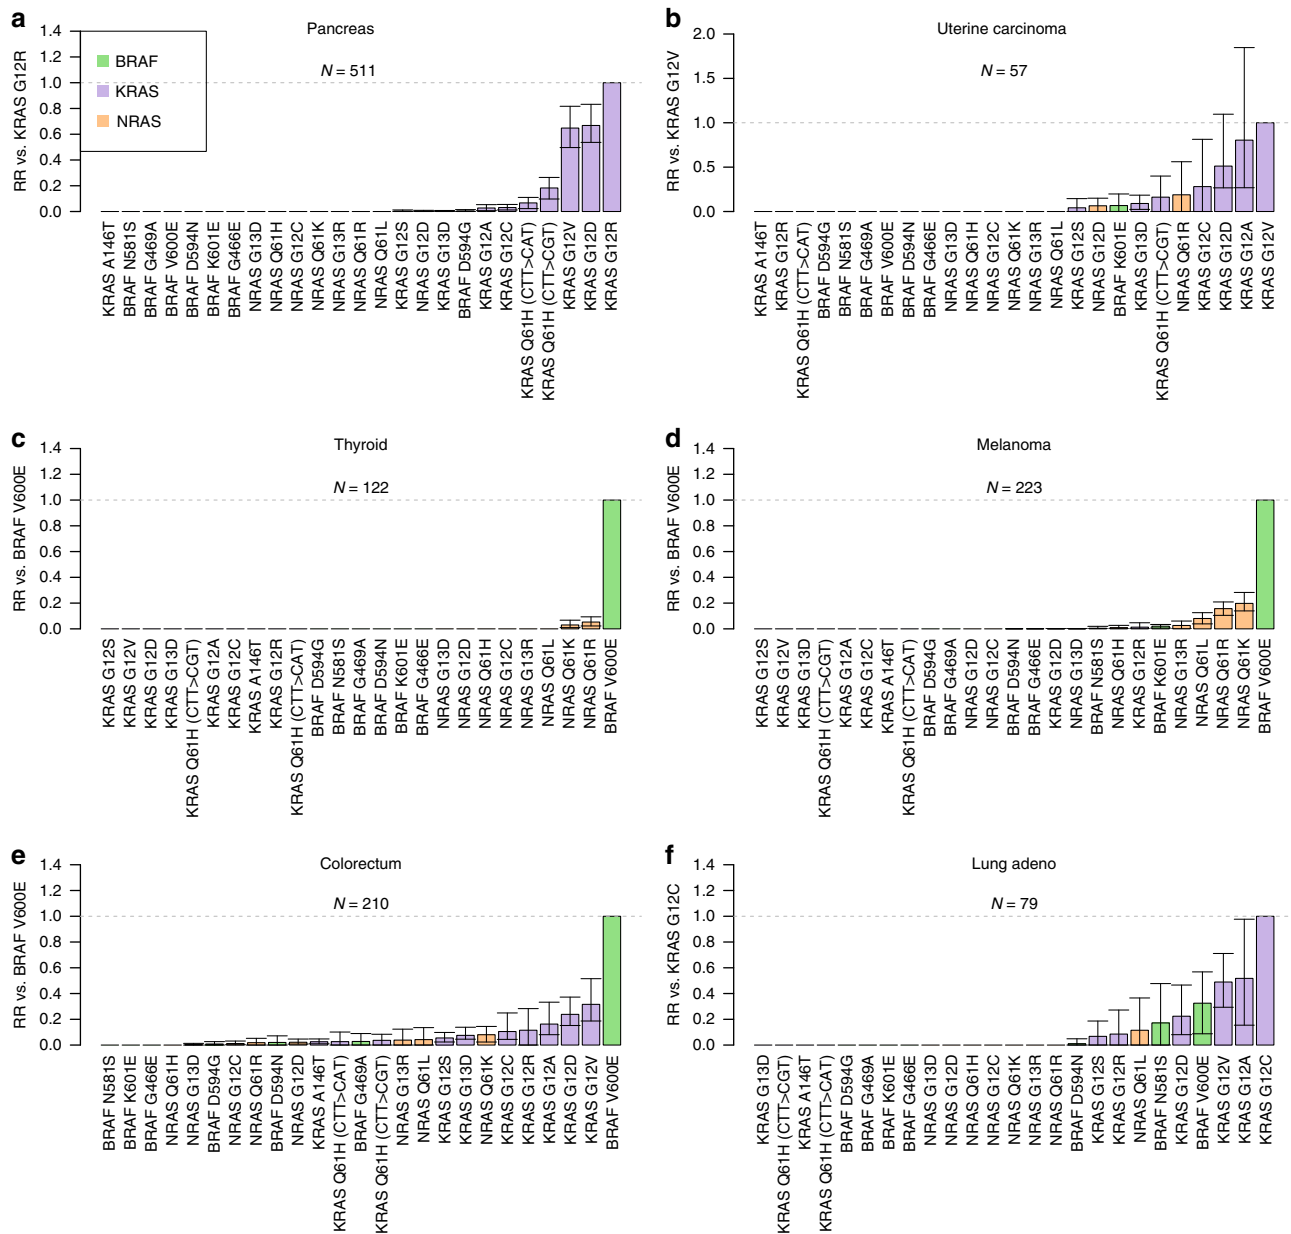 a
Pancreas
N = 511
RR vs. KRAS G12R
1.4
1.2
1.0
0.8
0.6
0.4
0.2
0.0
BRAF
KRAS
NRAS
KRAS A146T
BRAF N581S
BRAF G469A
BRAF V600E
BRAF D594N
BRAF K601E
BRAF G466E
NRAS G13D
NRAS Q61H
NRAS G12C
NRAS Q61K
NRAS G13R
NRAS Q61R
NRAS Q61L
KRAS G12S
NRAS G12D
KRAS G13D
BRAF D594G
KRAS G12A
KRAS G12C
KRAS Q61H (CTT>CAT)
KRAS Q61H (CTT>CGT)
KRAS G12V
KRAS G12D
KRAS G12R
b
Uterine carcinoma
N = 57
RR vs. KRAS G12V
2.0
1.5
1.0
0.5
0.0
KRAS A146T
KRAS G12R
KRAS Q61H (CTT>CAT)
BRAF D594G
BRAF N581S
BRAF G469A
BRAF V600E
BRAF D594N
BRAF G466E
NRAS G13D
NRAS Q61H
NRAS G12C
NRAS Q61K
NRAS G13R
NRAS Q61L
KRAS G12S
NRAS G12D
BRAF K601E
KRAS G13D
KRAS Q61H (CTT>CGT)
NRAS Q61R
KRAS G12C
KRAS G12D
KRAS G12A
KRAS G12V
c
Thyroid
N = 122
RR vs. BRAF V600E
1.4
1.2
1.0
0.8
0.6
0.4
0.2
0.0
KRAS G12S
KRAS G12V
KRAS G12D
KRAS G13D
KRAS Q61H (CTT>CGT)
KRAS G12A
KRAS G12C
KRAS A146T
KRAS G12R
KRAS Q61H (CTT>CAT)
BRAF D594G
BRAF N581S
BRAF G469A
BRAF D594N
BRAF K601E
BRAF G466E
NRAS G13D
NRAS G12D
NRAS Q61H
NRAS G12C
NRAS G13R
NRAS Q61L
NRAS Q61K
NRAS Q61R
BRAF V600E
d
Melanoma
N = 223
RR vs. BRAF V600E
1.4
1.2
1.0
0.8
0.6
0.4
0.2
0.0
KRAS G12S
KRAS G12V
KRAS G13D
KRAS Q61H (CTT>CGT)
KRAS G12A
KRAS G12C
KRAS A146T
KRAS Q61H (CTT>CAT)
BRAF D594G
BRAF G469A
NRAS G12D
NRAS G12C
BRAF D594N
BRAF G466E
KRAS G12D
NRAS G13D
BRAF N581S
NRAS Q61H
KRAS G12R
BRAF K601E
NRAS G13R
NRAS Q61L
NRAS Q61R
NRAS Q61K
BRAF V600E
e
Colorectum
N = 210
RR vs. BRAF V600E
1.4
1.2
1.0
0.8
0.6
0.4
0.2
0.0
BRAF N581S
BRAF K601E
BRAF G466E
NRAS Q61H
NRAS G13D
BRAF D594G
NRAS G12C
NRAS Q61R
BRAF D594N
NRAS G12D
KRAS A146T
KRAS Q61H (CTT>CAT)
BRAF G469A
KRAS Q61H (CTT>CGT)
NRAS G13R
NRAS Q61L
KRAS G12S
KRAS G13D
NRAS Q61K
KRAS G12C
KRAS G12R
KRAS G12A
KRAS G12D
KRAS G12V
BRAF V600E
f
Lung adeno
N = 79
RR vs. KRAS G12C
1.4
1.2
1.0
0.8
0.6
0.4
0.2
0.0
KRAS G13D
KRAS Q61H (CTT>CGT)
KRAS A146T
KRAS Q61H (CTT>CAT)
BRAF D594G
BRAF G469A
BRAF K601E
BRAF G466E
NRAS G13D
NRAS G12D
NRAS Q61H
NRAS G12C
NRAS Q61K
NRAS G13R
NRAS Q61R
BRAF D594N
KRAS G12S
KRAS G12R
NRAS Q61L
BRAF N581S
KRAS G12D
BRAF V600E
KRAS G12V
KRAS G12A
KRAS G12C